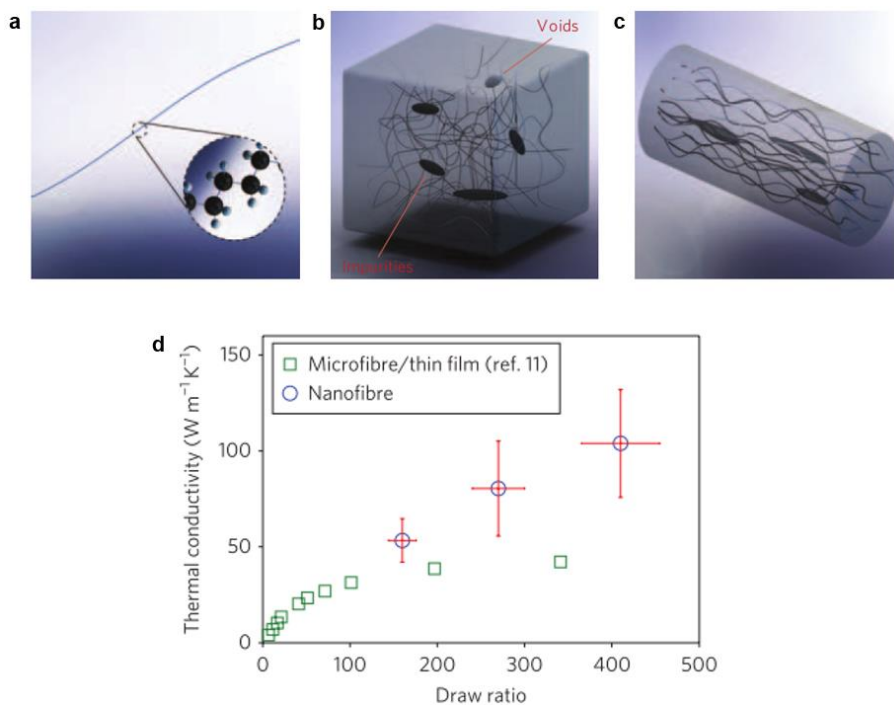 a
b
c
Voids
Impurities
d
150
100
50
0
Thermal conductivity (W m⁻¹ K⁻¹)
Microfibre/thin film (ref. 11)
Nanofibre
0 100 200 300 400 500
Draw ratio